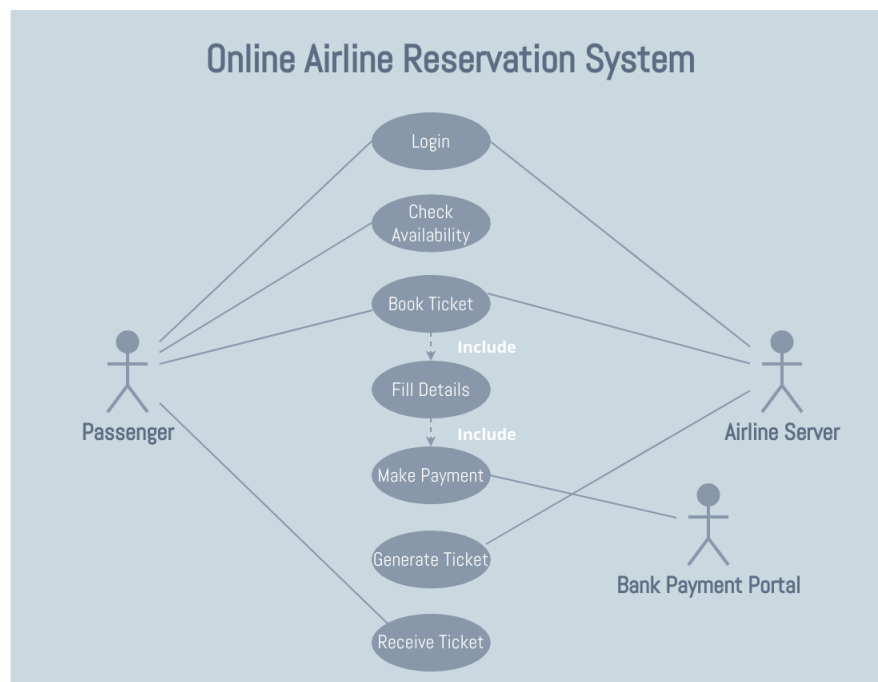 Online Airline Reservation System
Login
Check
Availability
Book Ticket
Include
Fill Details
Passenger
Airline Server
Include
Make Payment
Generate Ticket
Bank Payment Portal
Receive Ticket